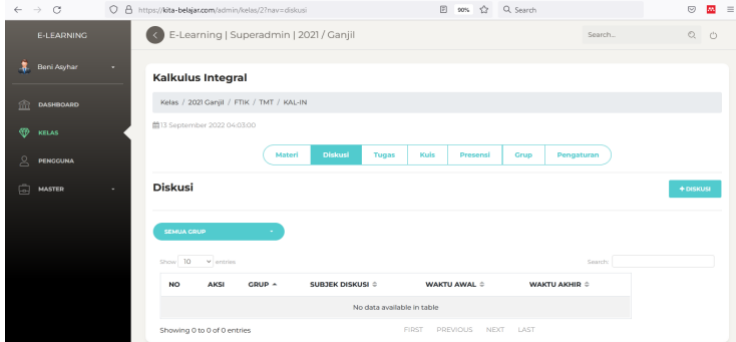 https://kita-belajar.com/admin/kelas/2?nav=diskusi
90%
Search
E-LEARNING
E-Learning | Superadmin | 2021 / Ganjil
Search...
Beni Asyhar
DASHBOARD
KELAS
PENGGUNA
MASTER
Kalkulus Integral
Kelas / 2021 Ganjil / FTIK / TMT / KAL-IN
13 September 2022 04:03:00
Materi Diskusi Tugas Kuis Presensi Grup Pengaturan
Diskusi
+ DISKUSI
SEMUA GRUP
Show 10 entries
Search:
NO AKSI GRUP SUBJEK DISKUSI WAKTU AWAL WAKTU AKHIR
No data available in table
Showing 0 to 0 of 0 entries
FIRST PREVIOUS NEXT LAST